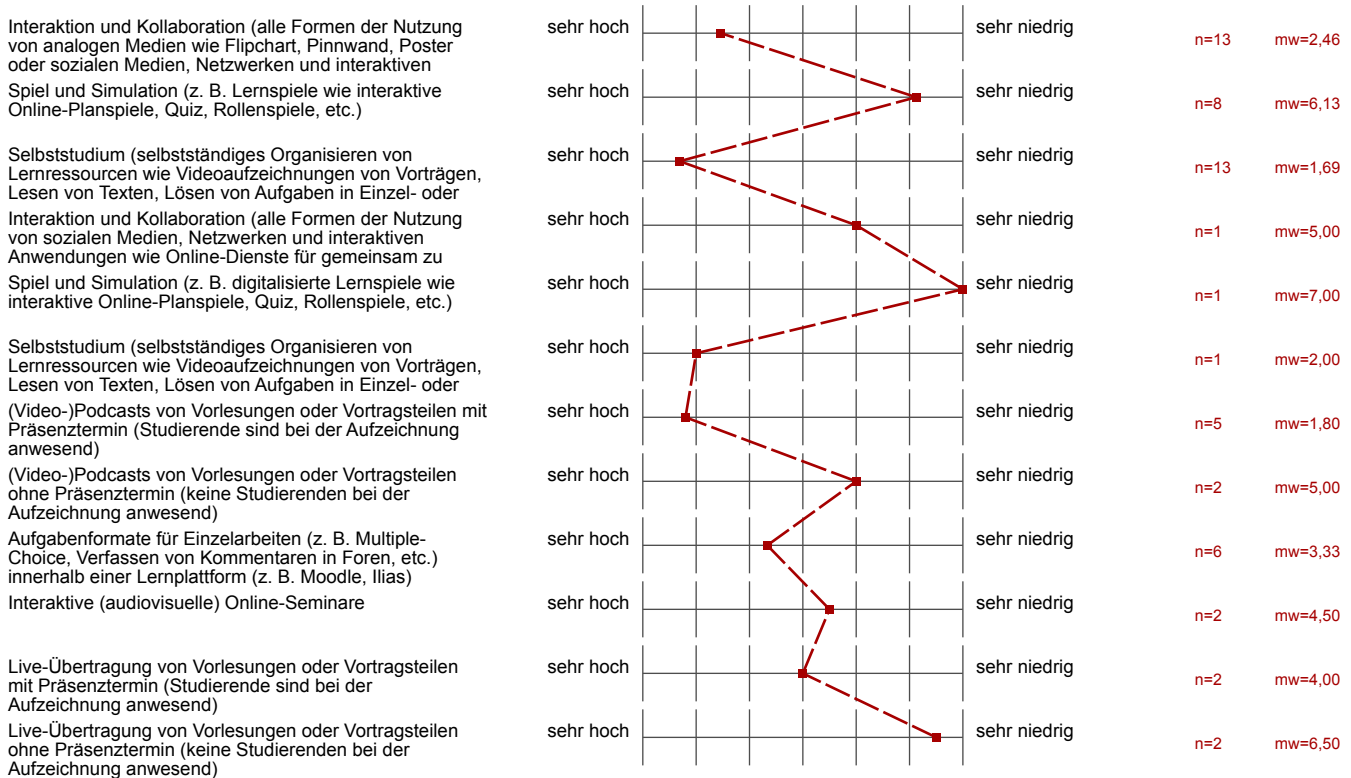 Interaktion und Kollaboration (alle Formen der Nutzung
von analogen Medien wie Flipchart, Pinnwand, Poster
oder sozialen Medien, Netzwerken und interaktiven
sehr hoch
sehr niedrig
n=13
mw=2,46
Spiel und Simulation (z. B. Lernspiele wie interaktive
Online-Planspiele, Quiz, Rollenspiele, etc.)
sehr hoch
sehr niedrig
n=8
mw=6,13
Selbststudium (selbstständiges Organisieren von
Lernressourcen wie Videoaufzeichnungen von Vorträgen,
Lesen von Texten, Lösen von Aufgaben in Einzel- oder
sehr hoch
sehr niedrig
n=13
mw=1,69
Interaktion und Kollaboration (alle Formen der Nutzung
von sozialen Medien, Netzwerken und interaktiven
Anwendungen wie Online-Dienste für gemeinsam zu
sehr hoch
sehr niedrig
n=1
mw=5,00
Spiel und Simulation (z. B. digitalisierte Lernspiele wie
interaktive Online-Planspiele, Quiz, Rollenspiele, etc.)
sehr hoch
sehr niedrig
n=1
mw=7,00
Selbststudium (selbstständiges Organisieren von
Lernressourcen wie Videoaufzeichnungen von Vorträgen,
Lesen von Texten, Lösen von Aufgaben in Einzel- oder
sehr hoch
sehr niedrig
n=1
mw=2,00
(Video-)Podcasts von Vorlesungen oder Vortragsteilen mit
Präsenztermin (Studierende sind bei der Aufzeichnung
anwesend)
sehr hoch
sehr niedrig
n=5
mw=1,80
(Video-)Podcasts von Vorlesungen oder Vortragsteilen
ohne Präsenztermin (keine Studierenden bei der
Aufzeichnung anwesend)
sehr hoch
sehr niedrig
n=2
mw=5,00
Aufgabenformate für Einzelarbeiten (z. B. Multiple-
Choice, Verfassen von Kommentaren in Foren, etc.)
innerhalb einer Lernplattform (z. B. Moodle, Ilias)
sehr hoch
sehr niedrig
n=6
mw=3,33
Interaktive (audiovisuelle) Online-Seminare
sehr hoch
sehr niedrig
n=2
mw=4,50
Live-Übertragung von Vorlesungen oder Vortragsteilen
mit Präsenztermin (Studierende sind bei der
Aufzeichnung anwesend)
sehr hoch
sehr niedrig
n=2
mw=4,00
Live-Übertragung von Vorlesungen oder Vortragsteilen
ohne Präsenztermin (keine Studierenden bei der
Aufzeichnung anwesend)
sehr hoch
sehr niedrig
n=2
mw=6,50